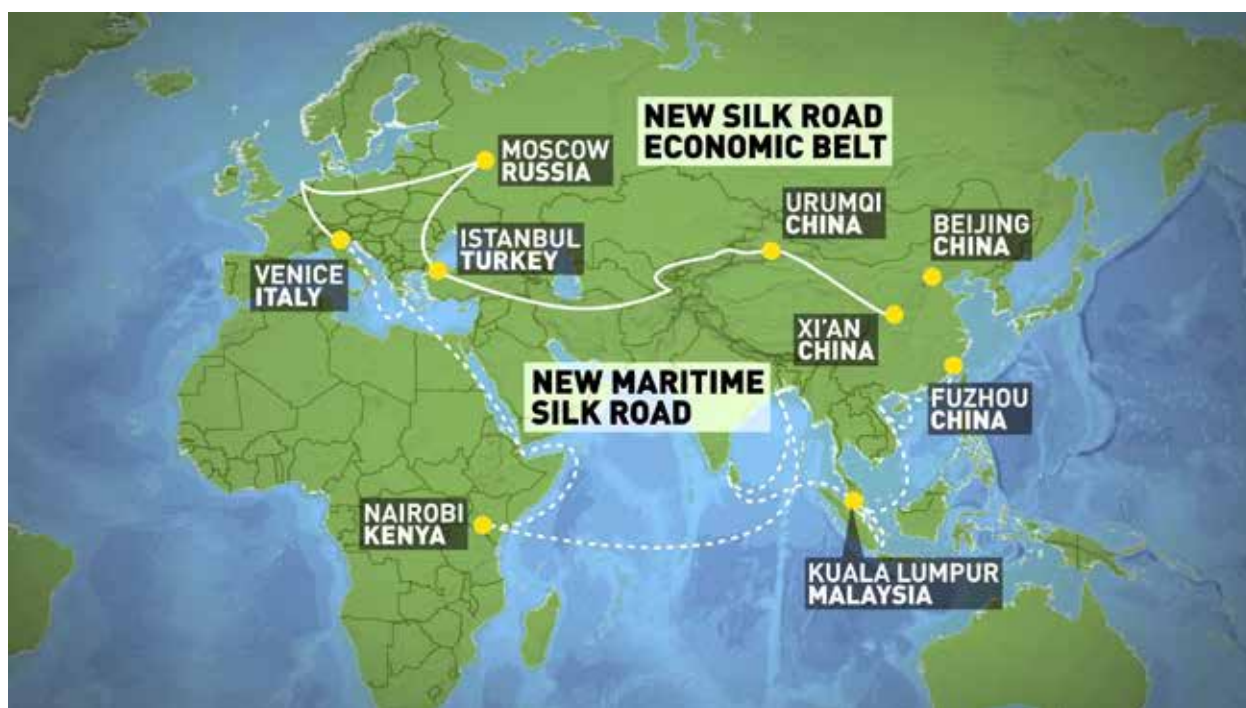 NEW SILK ROAD
ECONOMIC BELT
MOSCOW
RUSSIA
URUMQI
CHINA
BEIJING
CHINA
ISTANBUL
TURKEY
VENICE
ITALY
XI'AN
CHINA
NEW MARITIME
SILK ROAD
FUZHOU
CHINA
NAIROBI
KENYA
KUALA LUMPUR
MALAYSIA